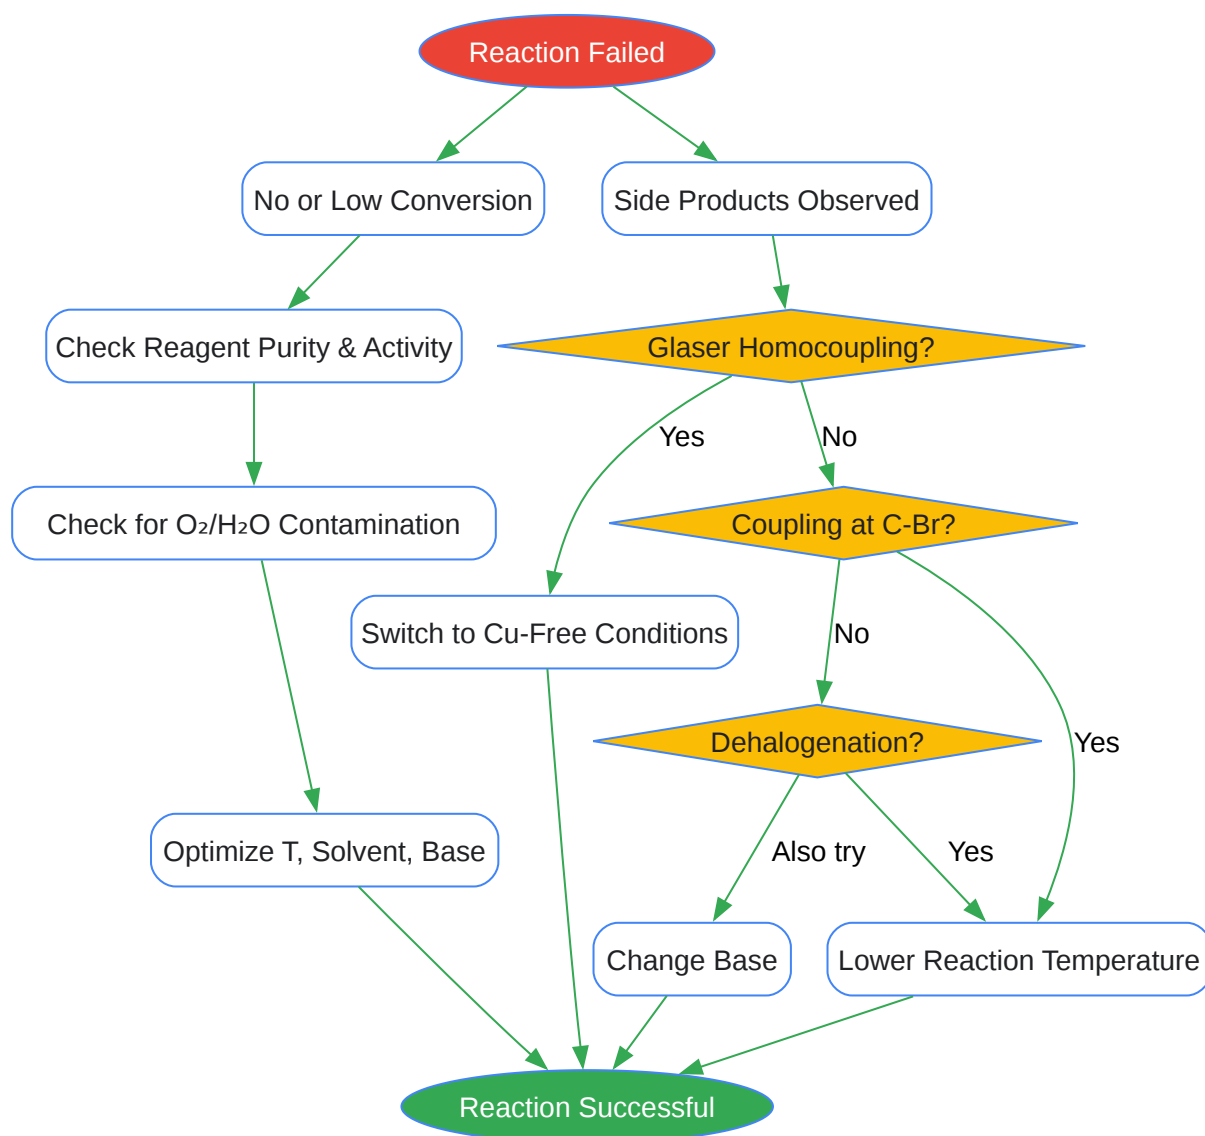 Reaction Failed
No or Low Conversion
Side Products Observed
Check Reagent Purity & Activity
Glaser Homocoupling?
Yes
No
Check for O₂/H₂O Contamination
Coupling at C-Br?
Switch to Cu-Free Conditions
No
Dehalogenation?
Yes
Optimize T, Solvent, Base
Also try
Yes
Change Base
Lower Reaction Temperature
Reaction Successful